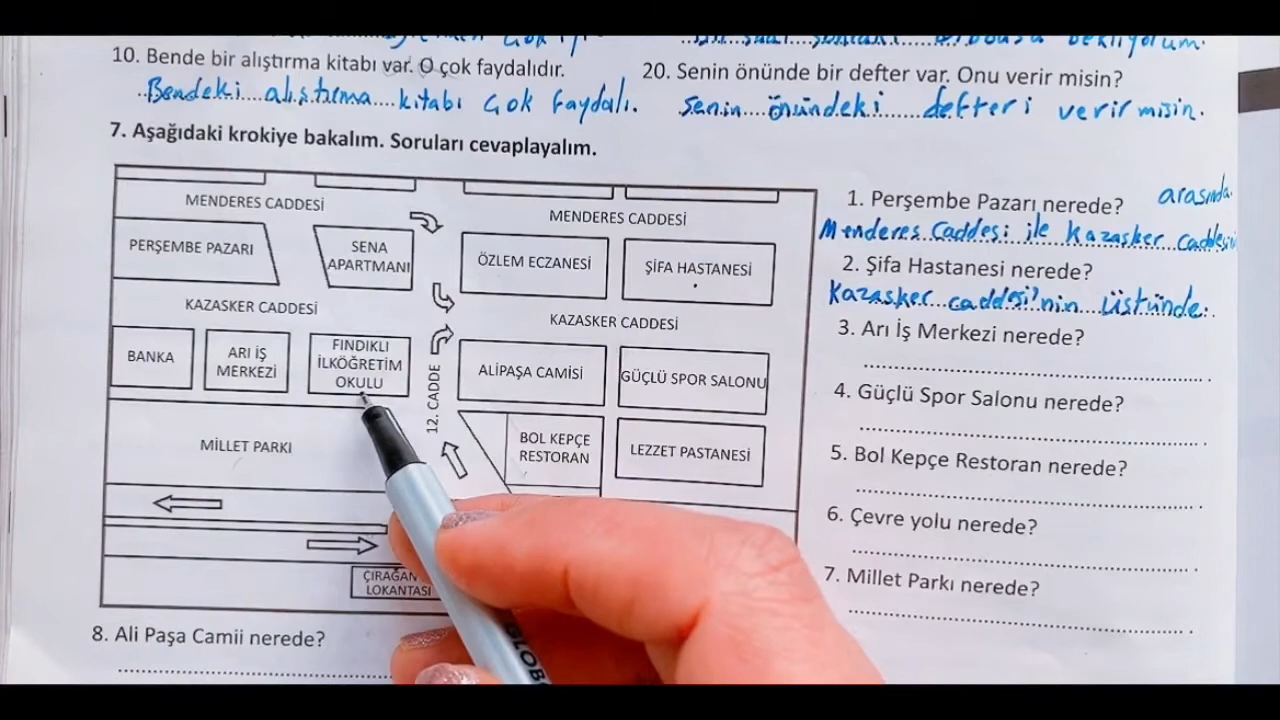 10. Bende bir alıştırma kitabı var. O çok faydalıdır.
Bendeki alıştırma kitabı çok faydalı.
bekliyorum.
20. Senin önünde bir defter var. Onu verir misin?
Senin önündeki defteri verir misin.
7. Aşağıdaki krokiye bakalım. Soruları cevaplayalım.
MENDERES CADDESİ
MENDERES CADDESİ
PERŞEMBE PAZARI
SENA
APARTMANI
ÖZLEM ECZANESİ
ŞİFA HASTANESİ
KAZASKER CADDESİ
KAZASKER CADDESİ
BANKA
ARI İŞ
MERKEZİ
FINDIKLI
İLKÖĞRETİM
OKULU
12. CADDE
ALİPAŞA CAMİSİ
GÜÇLÜ SPOR SALONU
MİLLET PARKI
BOL KEPÇE
RESTORAN
LEZZET PASTANESİ
ÇIRAĞAN
LOKANTASI
1. Perşembe Pazarı nerede?
arasında.
Menderes Caddesi ile Kazasker Caddesi
2. Şifa Hastanesi nerede?
Kazasker caddesi'nin üstünde.
3. Arı İş Merkezi nerede?
4. Güçlü Spor Salonu nerede?
5. Bol Kepçe Restoran nerede?
6. Çevre yolu nerede?
7. Millet Parkı nerede?
8. Ali Paşa Camii nerede?
GLOB